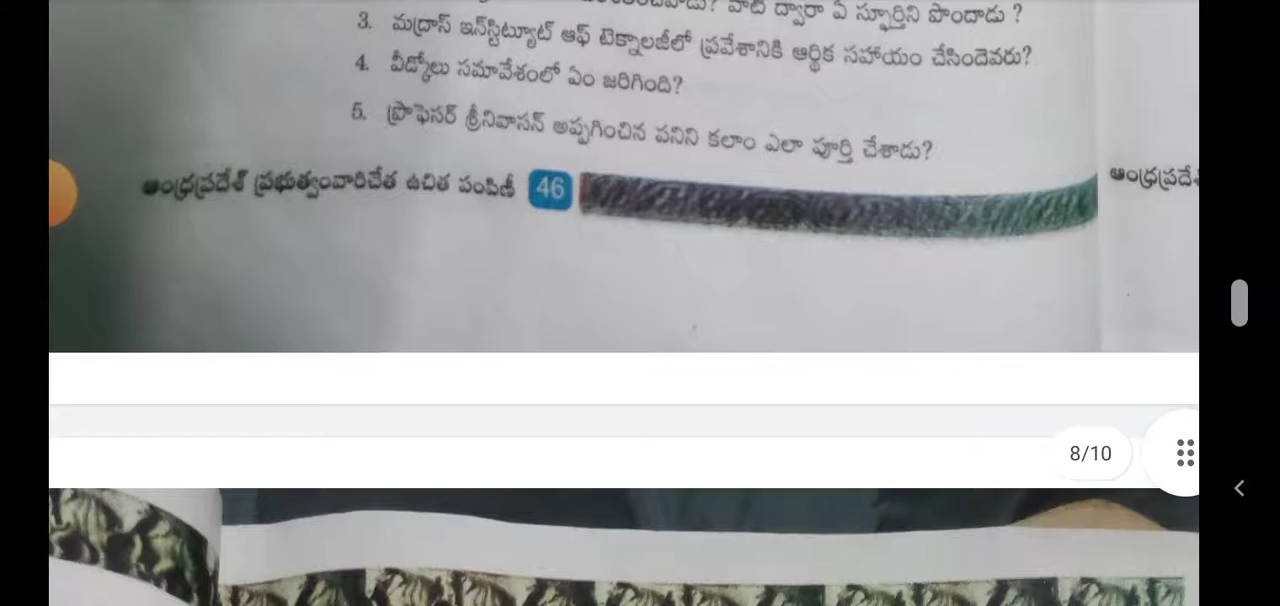 వాటి ద్వారా ఏ స్ఫూర్తిని పొందాడు ?
3. మద్రాస్ ఇన్‌స్టిట్యూట్ ఆఫ్ టెక్నాలజీలో ప్రవేశానికి ఆర్థిక సహాయం చేసిందెవరు?
4. వీడ్కోలు సమావేశంలో ఏం జరిగింది?
5. ప్రొఫెసర్ శ్రీనివాసన్ అప్పగించిన పనిని కలాం ఎలా పూర్తి చేశాడు?
ఆంధ్రప్రదేశ్ ప్రభుత్వంవారిచేత ఉచిత పంపిణీ 46
8/10